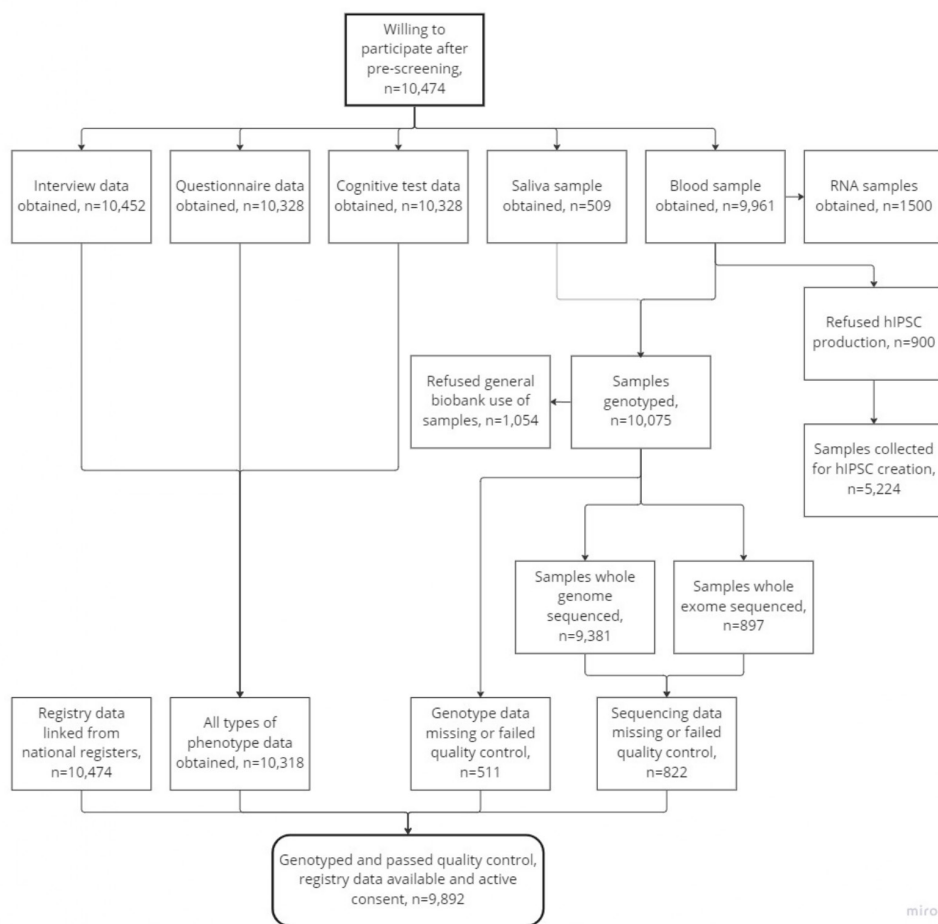 Willing to
participate after
pre-screening,
n=10,474
Interview data
obtained, n=10,452
Questionnaire data
obtained, n=10,328
Cognitive test data
obtained, n=10,328
Saliva sample
obtained, n=509
Blood sample
obtained, n=9,961
RNA samples
obtained, n=1500
Refused hIPSC
production, n=900
Refused general
biobank use of
samples, n=1,054
Samples
genotyped,
n=10,075
Samples collected
for hIPSC creation,
n=5,224
Samples whole
genome
sequenced,
n=9,381
Samples whole
exome sequenced,
n=897
Registry data
linked from
national registers,
n=10,474
All types of
phenotype data
obtained, n=10,318
Genotype data
missing or failed
quality control,
n=511
Sequencing data
missing or failed
quality control,
n=822
Genotyped and passed quality control,
registry data available and active
consent, n=9,892
miro